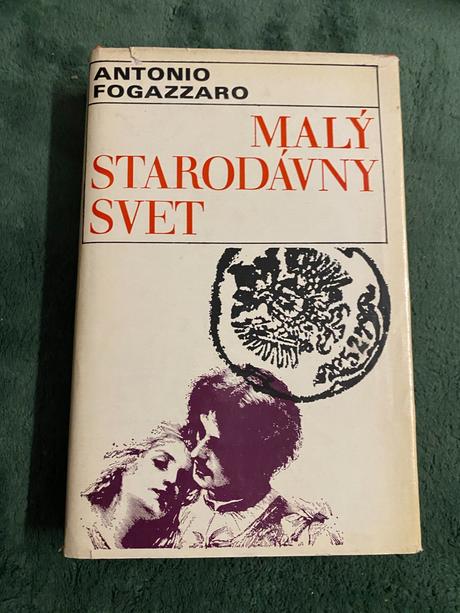 ANTONIO
FOGAZZARO
MALÝ
STARODÁVNY
SVET